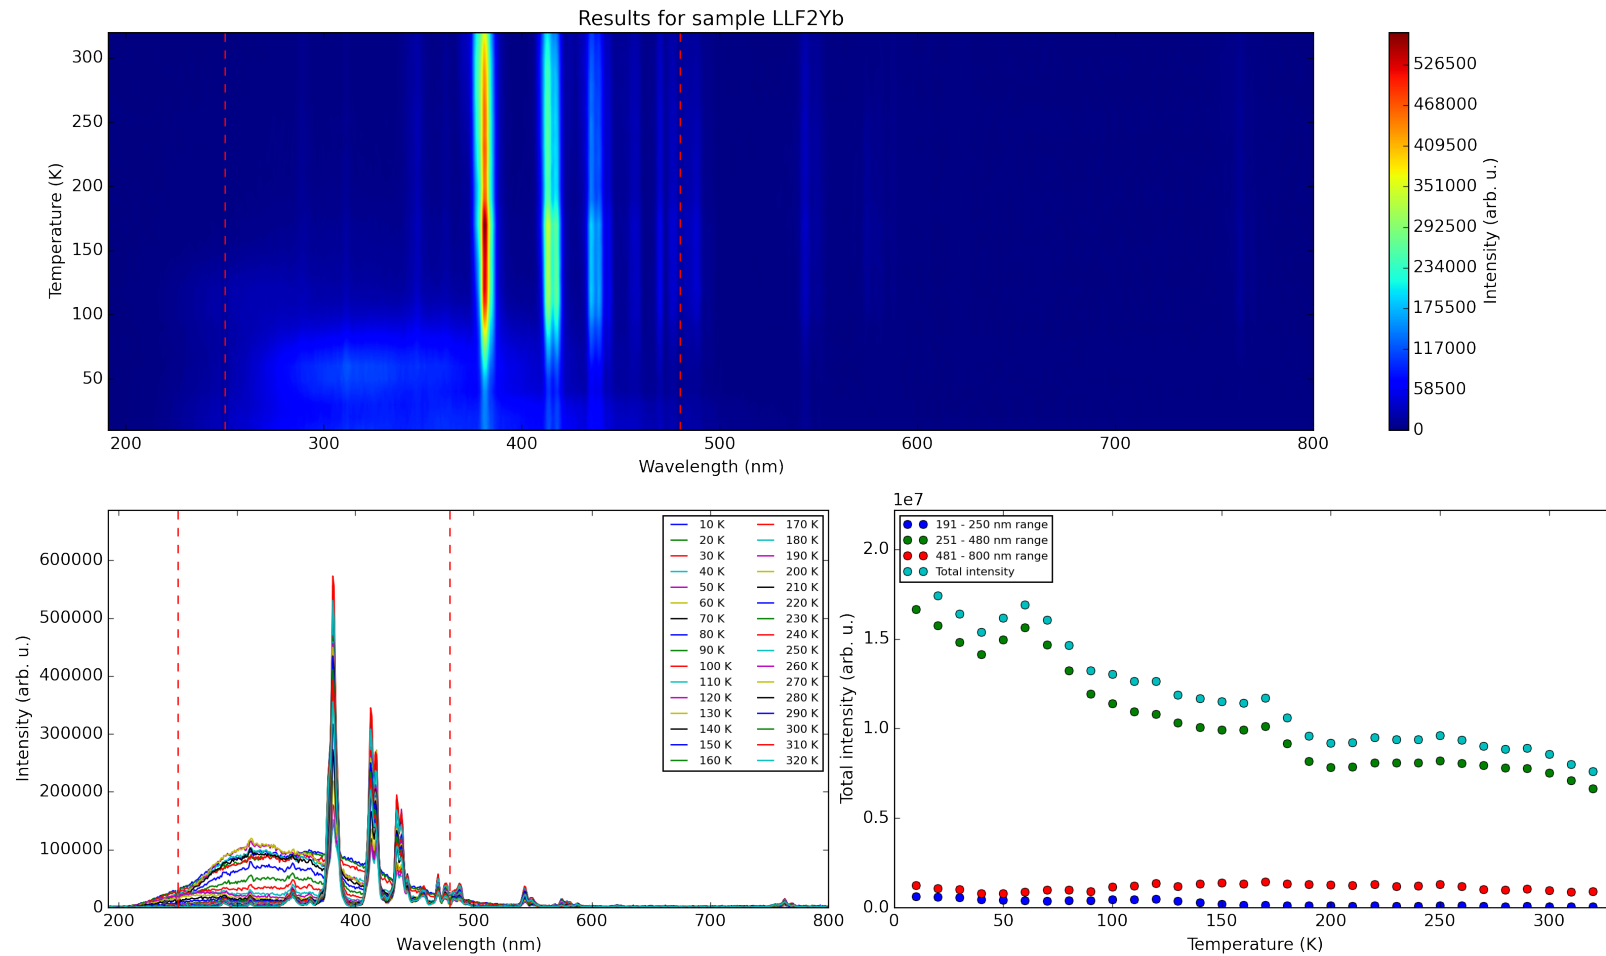 Results for sample LLF2Yb
Temperature (K)
300
250
200
150
100
50
200 300 400 500 600 700 800
Wavelength (nm)
526500
468000
409500
351000
292500
234000
175500
117000
58500
0
Intensity (arb. u.)
Intensity (arb. u.)
600000
500000
400000
300000
200000
100000
0
200 300 400 500 600 700 800
Wavelength (nm)
10 K 170 K
20 K 180 K
30 K 190 K
40 K 200 K
50 K 210 K
60 K 220 K
70 K 230 K
80 K 240 K
90 K 250 K
100 K 260 K
110 K 270 K
120 K 280 K
130 K 290 K
140 K 300 K
150 K 310 K
160 K 320 K
1e7
Total intensity (arb. u.)
2.0
1.5
1.0
0.5
0.0
0 50 100 150 200 250 300
Temperature (K)
191 - 250 nm range
251 - 480 nm range
481 - 800 nm range
Total intensity